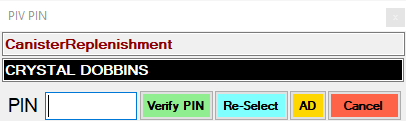 PIV PIN
CanisterReplenishment
CRYSTAL DOBBINS
PIN Verify PIN Re-Select AD Cancel